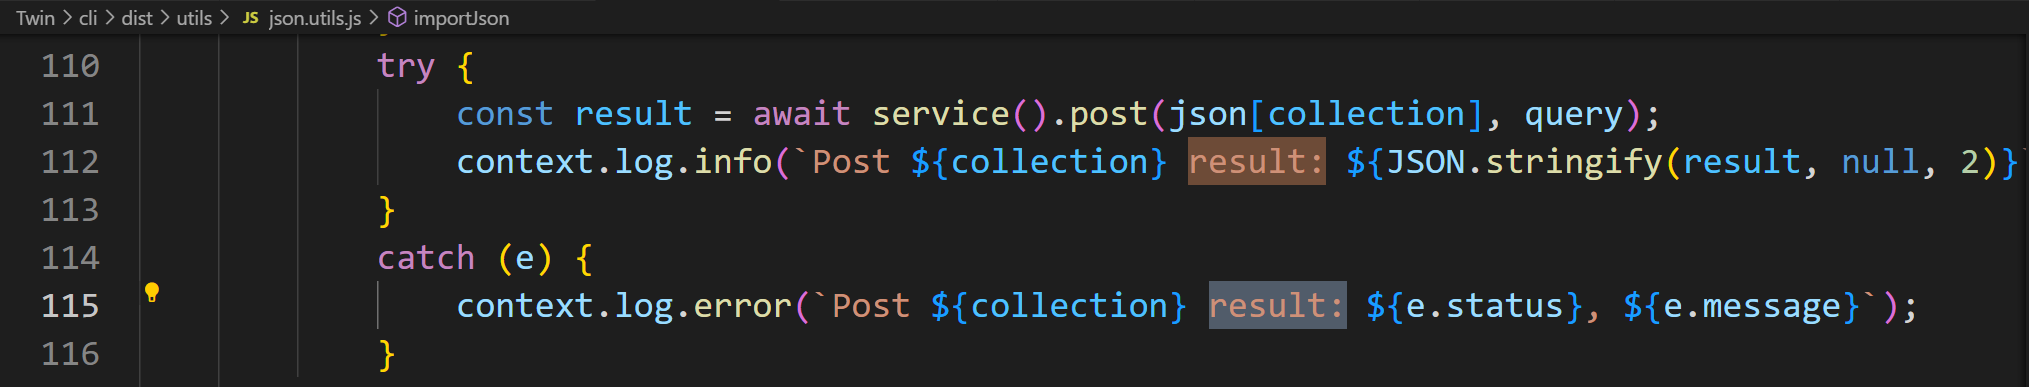 Twin > cli > dist > utils > JS json.utils.js > importJson
110 try {
111 const result = await service().post(json[collection], query);
112 context.log.info(`Post ${collection} result: ${JSON.stringify(result, null, 2)}`
113 }
114 catch (e) {
115 context.log.error(`Post ${collection} result: ${e.status}, ${e.message}`);
116 }